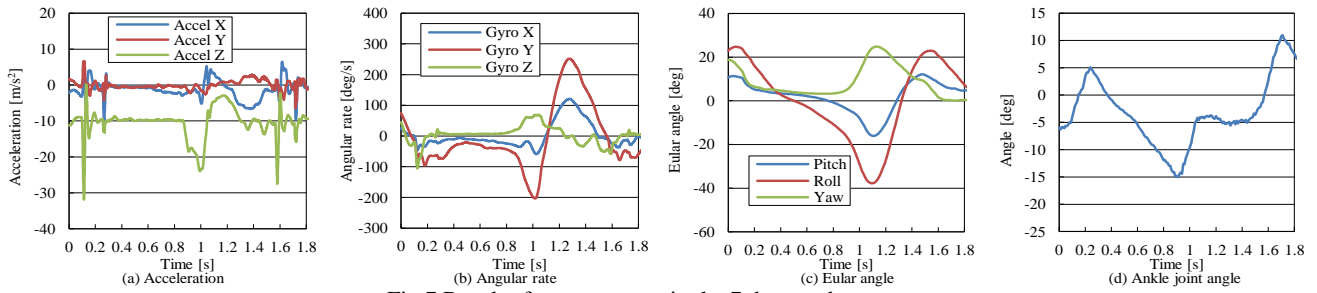 20
10
0
-10
-20
-30
-40
Acceleration [m/s²]
Accel X
Accel Y
Accel Z
0 0.2 0.4 0.6 0.8 1 1.2 1.4 1.6 1.8
Time [s]
(a) Acceleration
400
300
200
100
0
-100
-200
-300
Angular rate [deg/s]
Gyro X
Gyro Y
Gyro Z
0 0.2 0.4 0.6 0.8 1 1.2 1.4 1.6 1.8
Time [s]
(b) Angular rate
40
20
0
-20
-40
-60
Eular angle [deg]
Pitch
Roll
Yaw
0 0.2 0.4 0.6 0.8 1 1.2 1.4 1.6 1.8
Time [s]
(c) Eular angle
15
10
5
0
-5
-10
-15
-20
-25
Angle [deg]
0 0.2 0.4 0.6 0.8 1 1.2 1.4 1.6 1.8
Time [s]
(d) Ankle joint angle